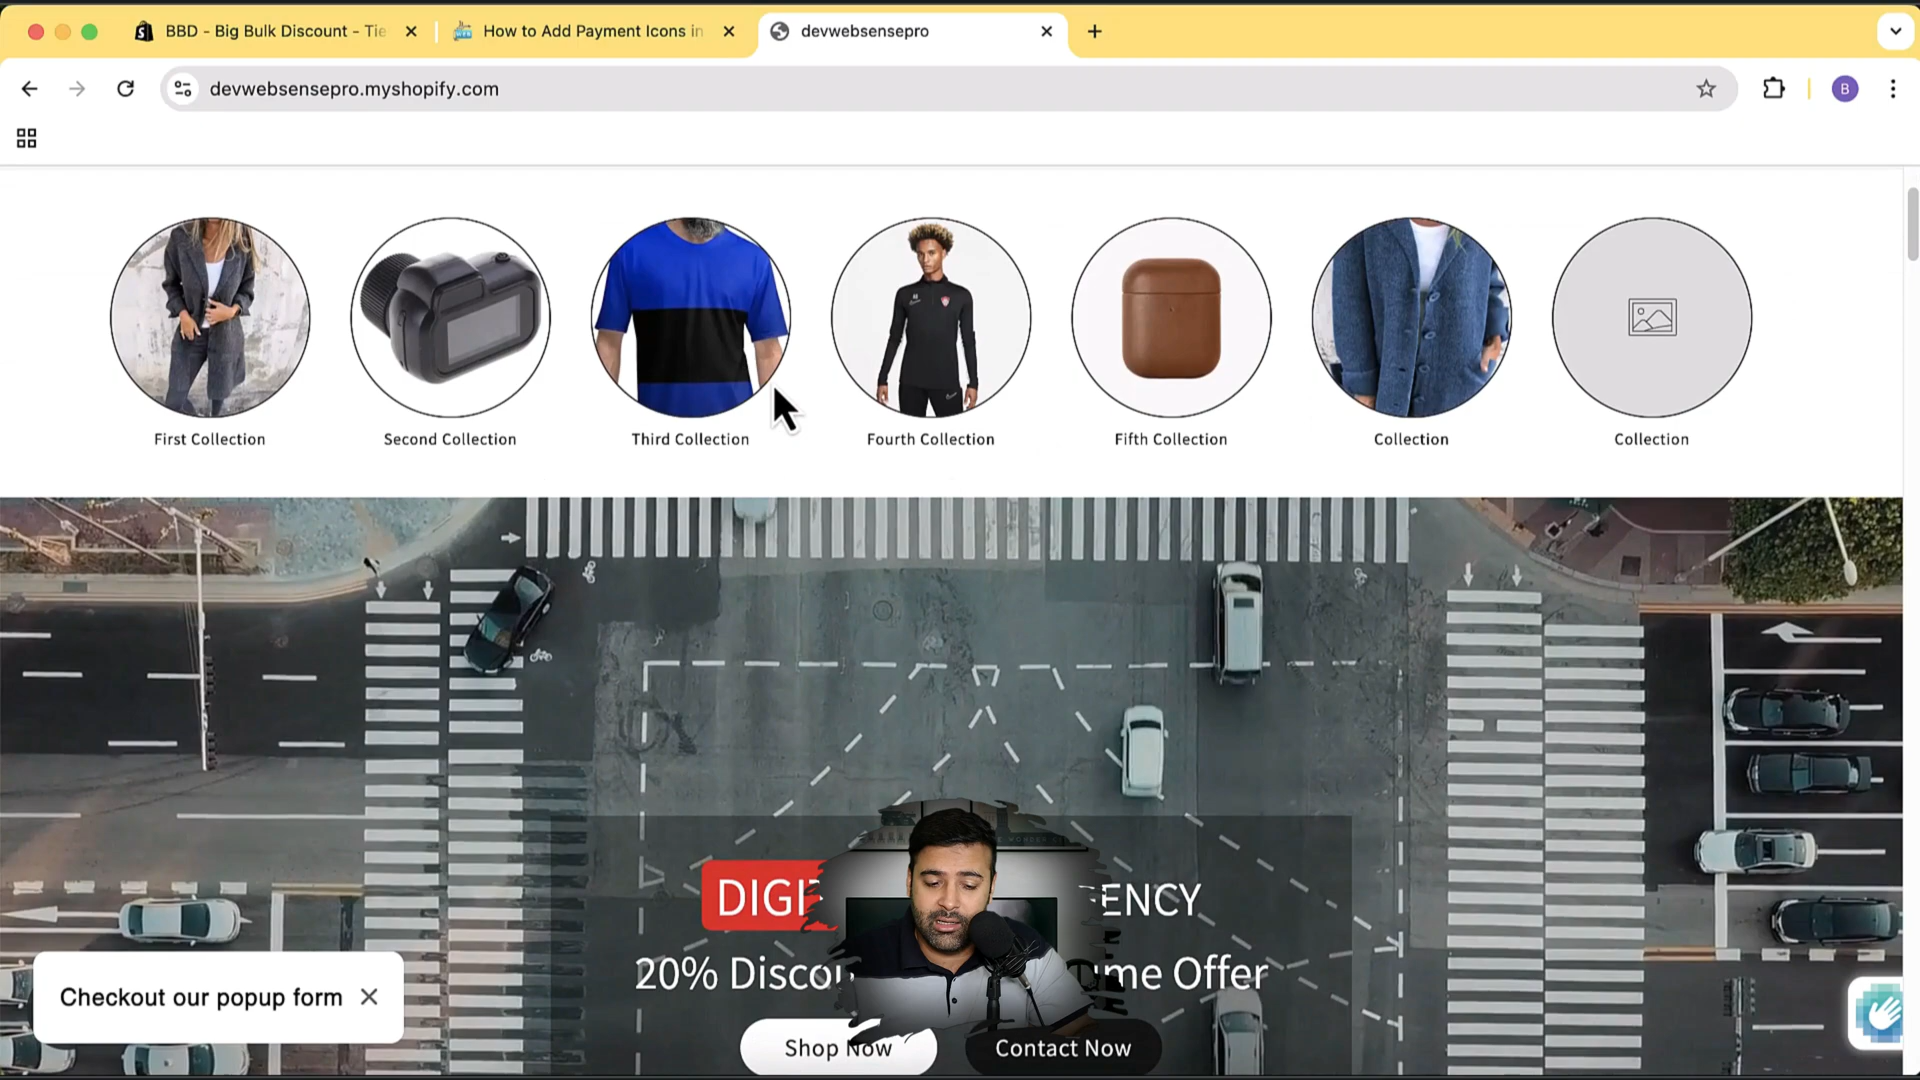 BBD - Big Bulk Discount - Tie
How to Add Payment Icons in
devwebsensepro
devwebsensepro.myshopify.com
B
First Collection
Second Collection
Third Collection
Fourth Collection
Fifth Collection
Collection
Collection
DIGI ENCY
20% Discou me Offer
Shop Now
Contact Now
Checkout our popup form